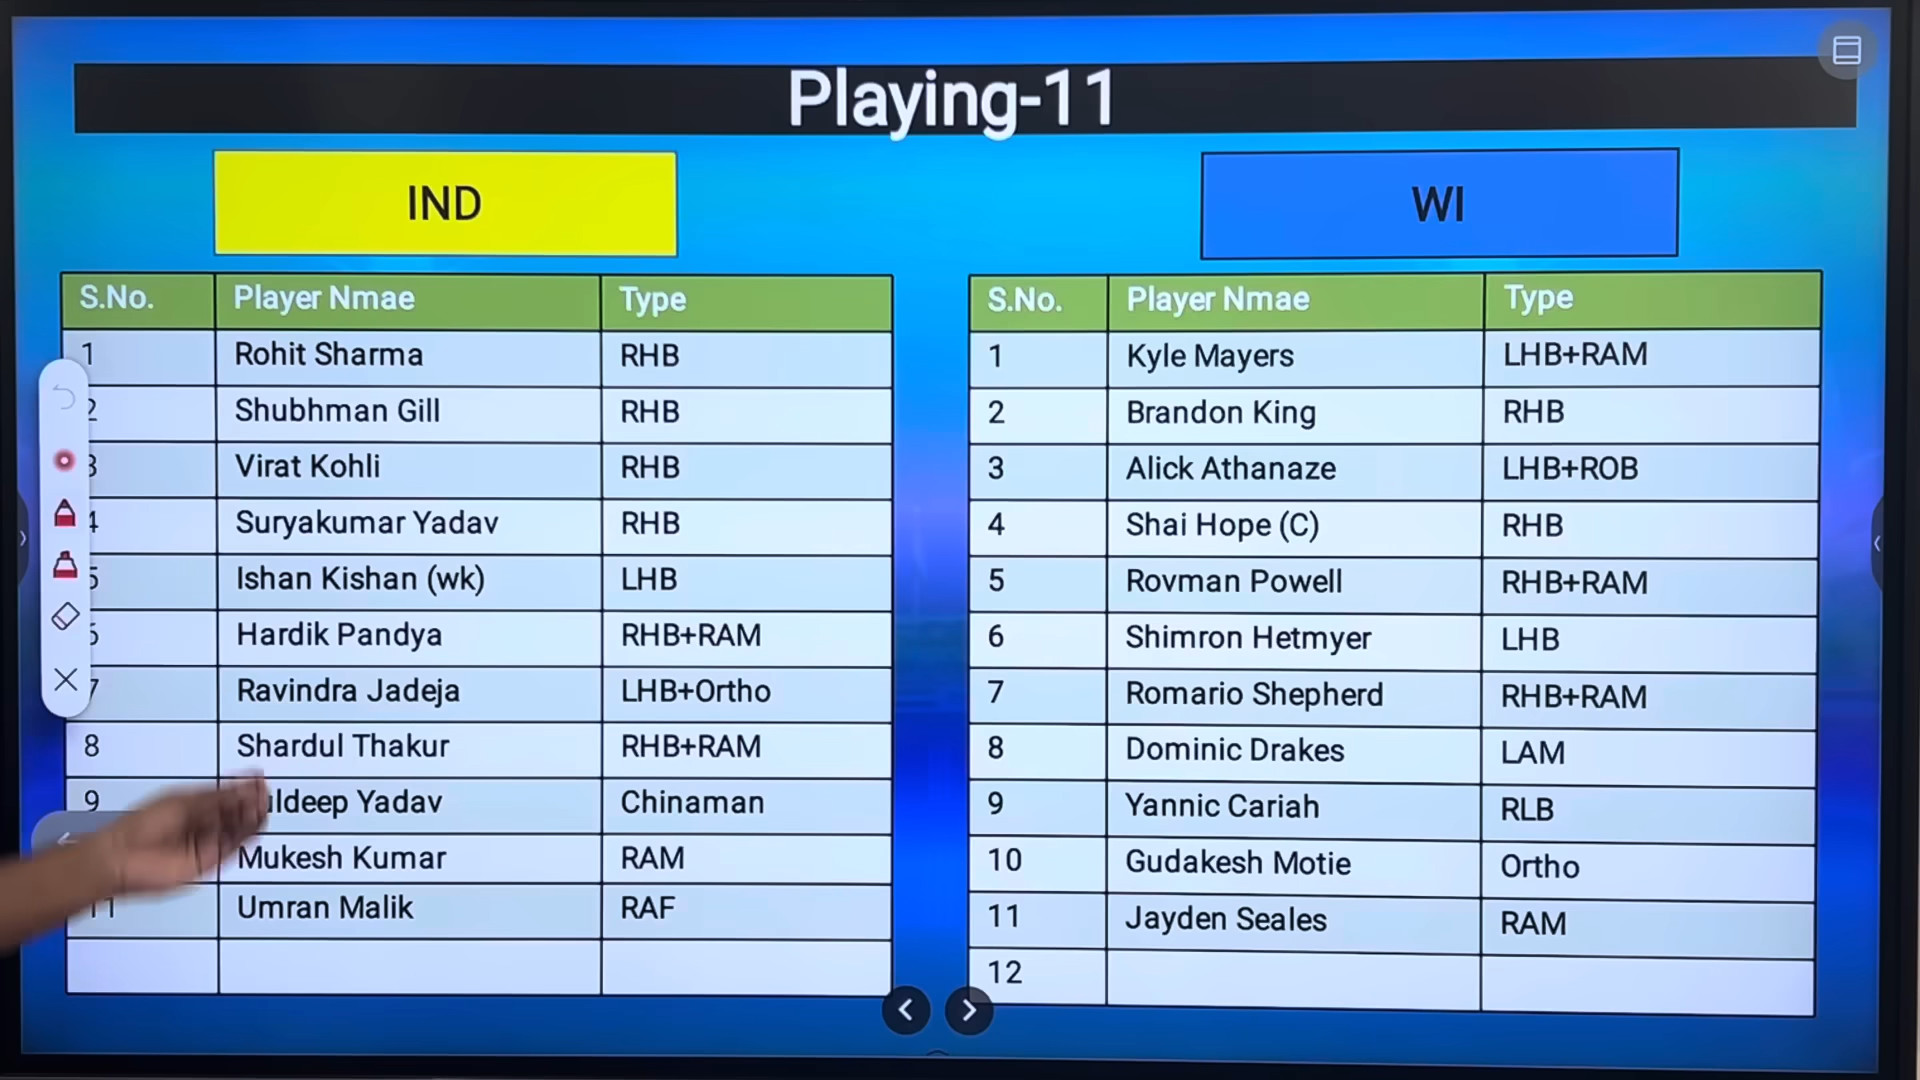 Playing-11
IND
S.No. Player Nmae Type
1 Rohit Sharma RHB
2 Shubhman Gill RHB
3 Virat Kohli RHB
4 Suryakumar Yadav RHB
5 Ishan Kishan (wk) LHB
6 Hardik Pandya RHB+RAM
7 Ravindra Jadeja LHB+Ortho
8 Shardul Thakur RHB+RAM
9 Yadav Chinaman
Mukesh Kumar RAM
11 Umran Malik RAF
WI
S.No. Player Nmae Type
1 Kyle Mayers LHB+RAM
2 Brandon King RHB
3 Alick Athanaze LHB+ROB
4 Shai Hope (C) RHB
5 Rovman Powell RHB+RAM
6 Shimron Hetmyer LHB
7 Romario Shepherd RHB+RAM
8 Dominic Drakes LAM
9 Yannic Cariah RLB
10 Gudakesh Motie Ortho
11 Jayden Seales RAM
12